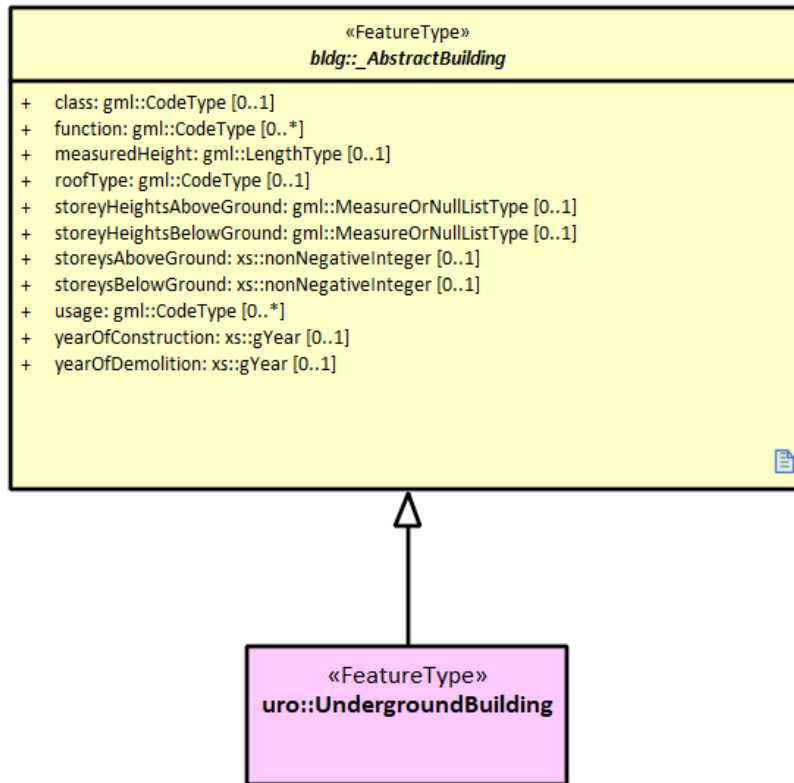 «FeatureType»
bldg::_AbstractBuilding
+ class: gml::CodeType [0..1]
+ function: gml::CodeType [0..*]
+ measuredHeight: gml::LengthType [0..1]
+ roofType: gml::CodeType [0..1]
+ storeyHeightsAboveGround: gml::MeasureOrNullListType [0..1]
+ storeyHeightsBelowGround: gml::MeasureOrNullListType [0..1]
+ storeysAboveGround: xs::nonNegativeInteger [0..1]
+ storeysBelowGround: xs::nonNegativeInteger [0..1]
+ usage: gml::CodeType [0..*]
+ yearOfConstruction: xs::gYear [0..1]
+ yearOfDemolition: xs::gYear [0..1]
«FeatureType»
uro::UndergroundBuilding